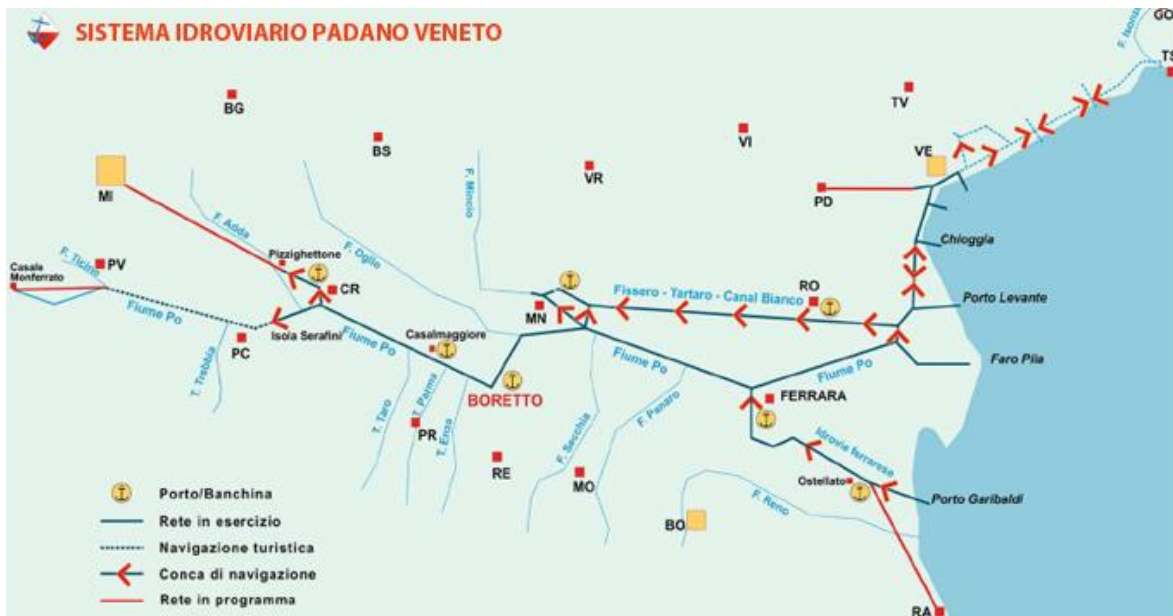 SISTEMA IDROVIARIO PADANO VENETO
GO
F. Isonzo
TS
BG
TV
BS
VI
VE
MI
VR
F. Mincio
PD
F. Adda
F. Oglio
Chioggia
Pizzighettone
F. Ticino
PV
Casale
Monferrato
CR
RO
Fissero - Tartaro - Canal Bianco
Porto Levante
MN
Fiume Po
Isola Serafini
PC
Fiume Po
Casalmaggiore
Fiume Po
Fiume Po
Faro Pila
T. Trebbia
BORETTO
FERRARA
T. Taro
T. Parma
PR
T. Enza
F. Secchia
F. Panaro
Idrovie ferrarese
RE
MO
Ostellato
Porto Garibaldi
BO
F. Reno
RA
Porto/Banchina
Rete in esercizio
Navigazione turistica
Conca di navigazione
Rete in programma